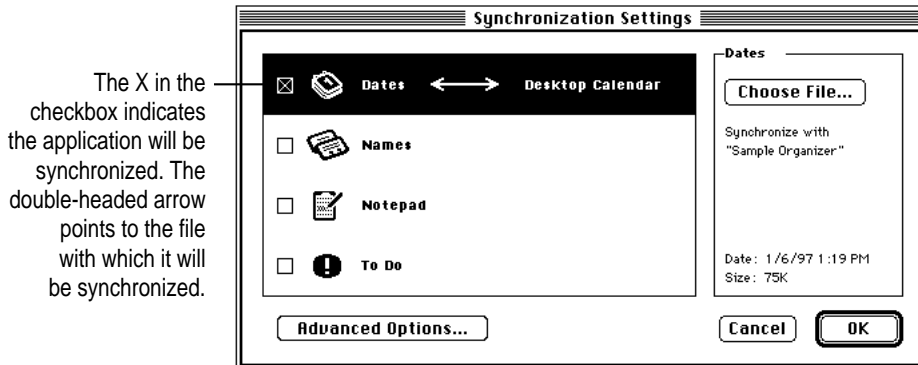 Synchronization Settings
The X in the
checkbox indicates
the application will be
synchronized. The
double-headed arrow
points to the file
with which it will
be synchronized.
Dates Desktop Calendar
Names
Notepad
To Do
Dates
Choose File...
Synchronize with
"Sample Organizer"
Date: 1/6/97 1:19 PM
Size: 75K
Advanced Options...
Cancel
OK